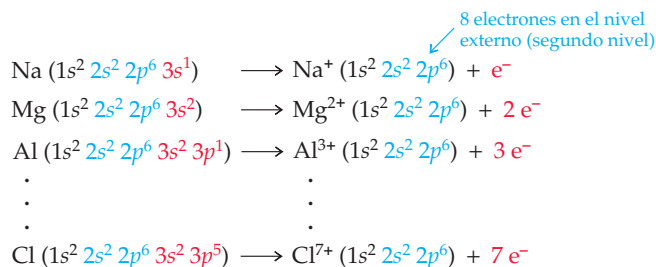 8 electrones en el nivel
externo (segundo nivel)
Na (1s² 2s² 2p⁶ 3s¹) ⟶ Na⁺ (1s² 2s² 2p⁶) + e⁻
Mg (1s² 2s² 2p⁶ 3s²) ⟶ Mg²⁺ (1s² 2s² 2p⁶) + 2 e⁻
Al (1s² 2s² 2p⁶ 3s² 3p¹) ⟶ Al³⁺ (1s² 2s² 2p⁶) + 3 e⁻
. .
. .
. .
Cl (1s² 2s² 2p⁶ 3s² 3p⁵) ⟶ Cl⁷⁺ (1s² 2s² 2p⁶) + 7 e⁻